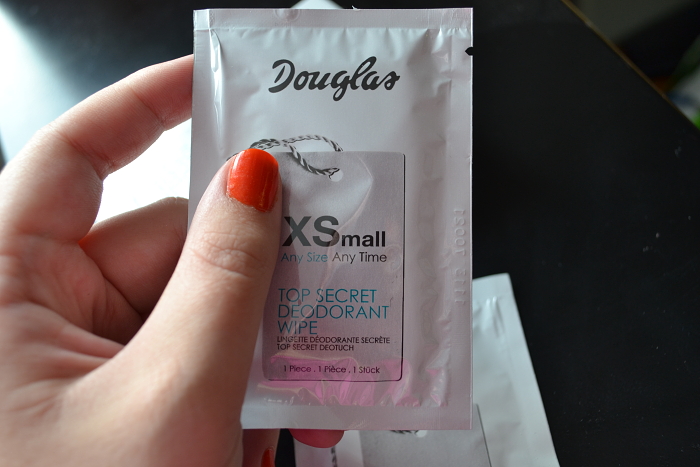 Douglas
XSmall
Any Size Any Time
TOP SECRET
DEODORANT
WIPE
LINGETTE DÉODORANTE SECRÈTE
TOP SECRET DEOTUCH
1 Piece . 1 Pièce . 1 Stück